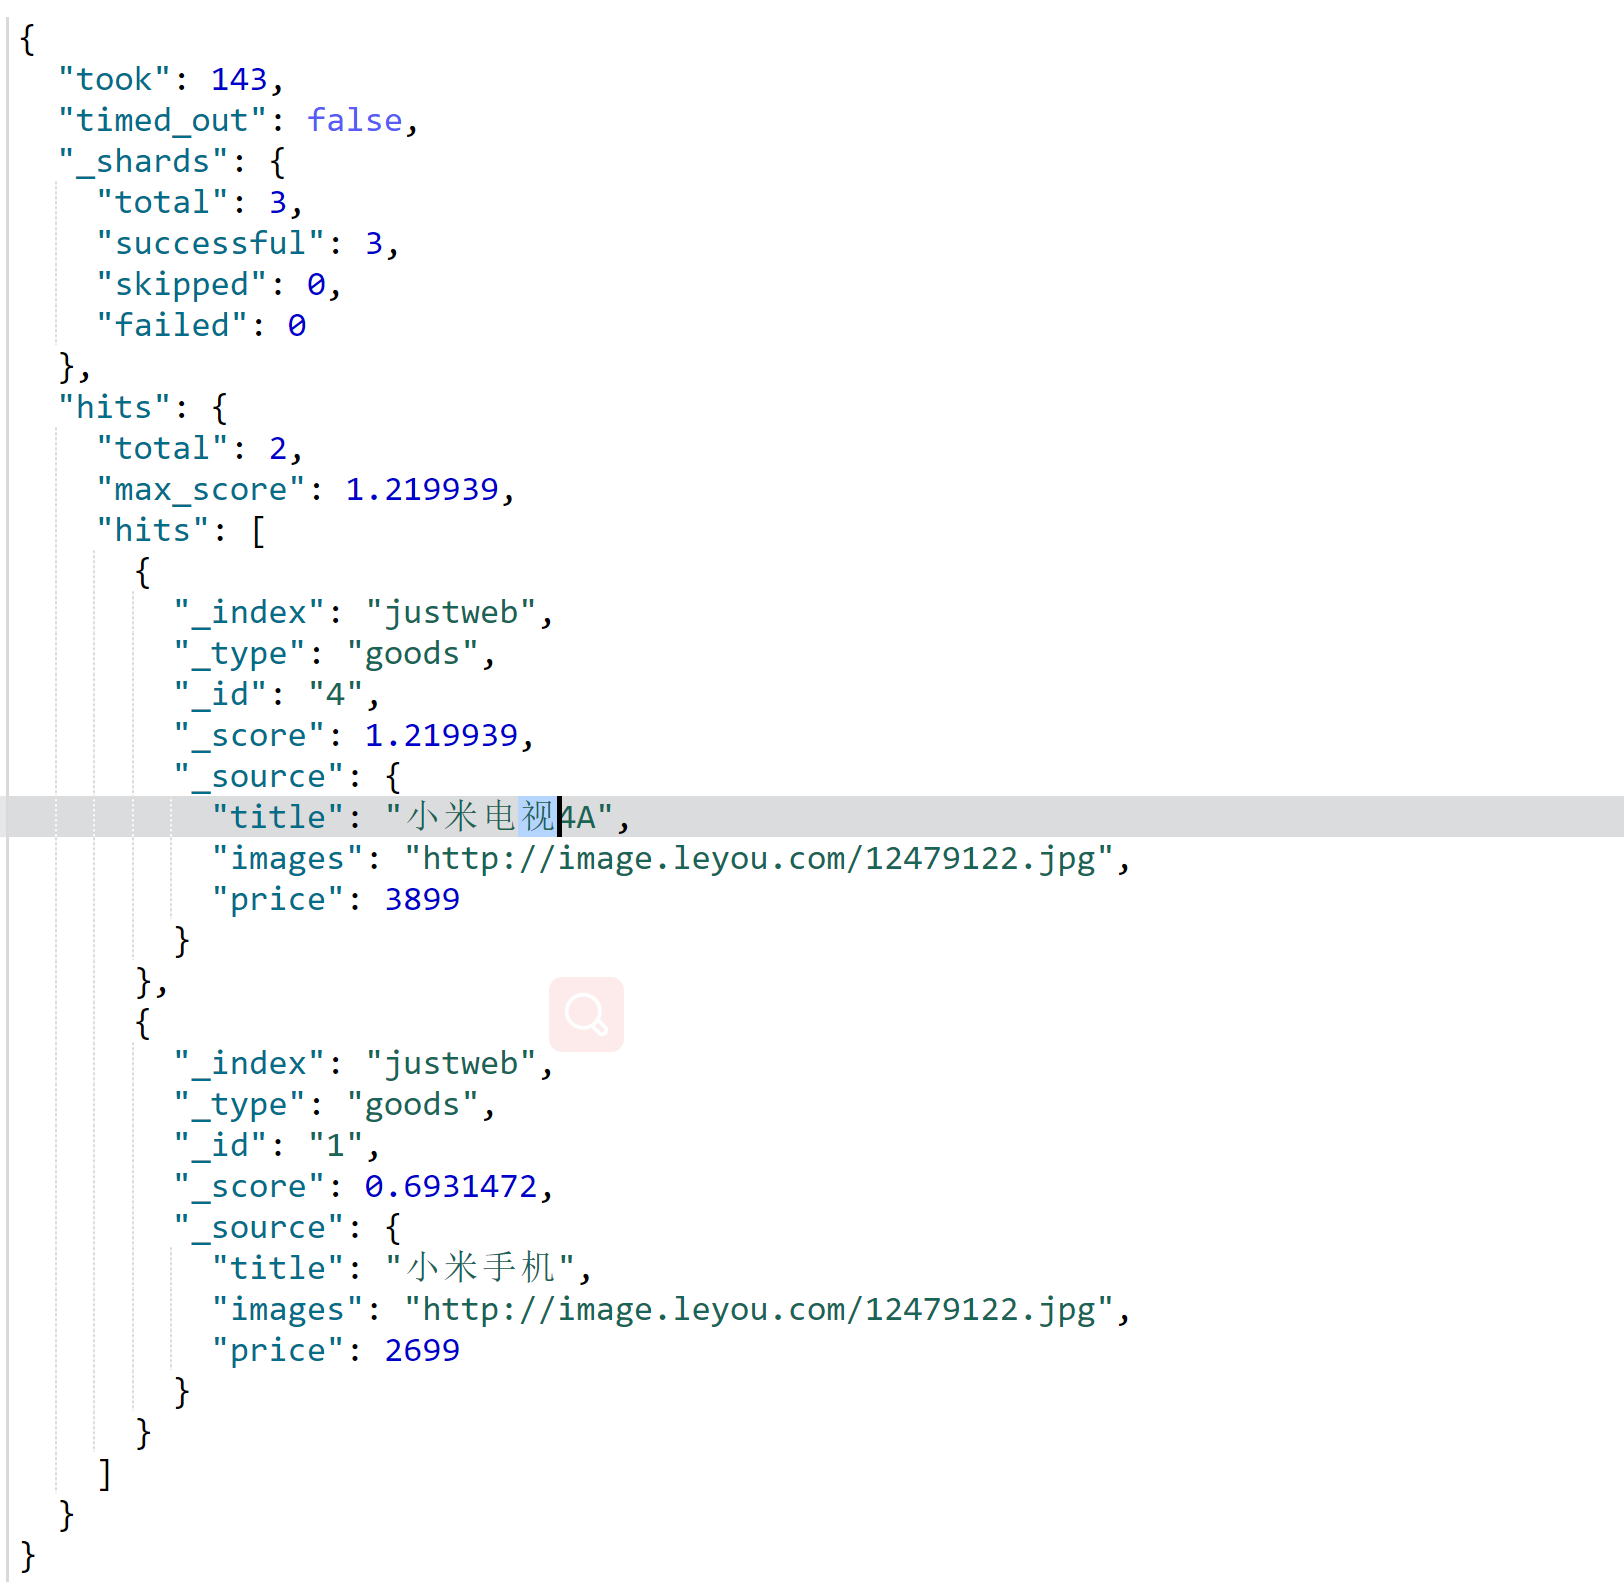 {
  "took": 143,
  "timed_out": false,
  "_shards": {
    "total": 3,
    "successful": 3,
    "skipped": 0,
    "failed": 0
  },
  "hits": {
    "total": 2,
    "max_score": 1.219939,
    "hits": [
      {
        "_index": "justweb",
        "_type": "goods",
        "_id": "4",
        "_score": 1.219939,
        "_source": {
          "title": "小米电视4A",
          "images": "http://image.leyou.com/12479122.jpg",
          "price": 3899
        }
      },
      {
        "_index": "justweb",
        "_type": "goods",
        "_id": "1",
        "_score": 0.6931472,
        "_source": {
          "title": "小米手机",
          "images": "http://image.leyou.com/12479122.jpg",
          "price": 2699
        }
      }
    ]
  }
}